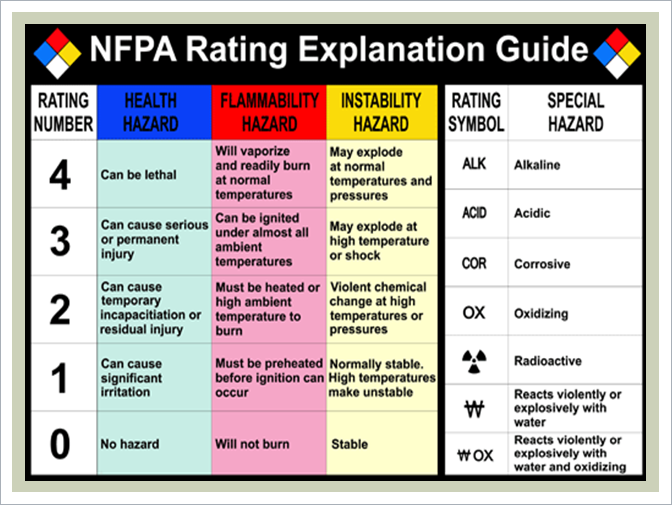 NFPA Rating Explanation Guide
RATING
NUMBER
HEALTH
HAZARD
FLAMMABILITY
HAZARD
INSTABILITY
HAZARD
RATING
SYMBOL
SPECIAL
HAZARD
4
Can be lethal
Will vaporize
and readily burn
at normal
temperatures
May explode
at normal
temperatures and
pressures
3
Can cause serious
or permanent
injury
Can be ignited
under almost all
ambient
temperatures
May explode at
high temperature
or shock
2
Can cause
temporary
incapacitiation or
residual injury
Must be heated or
high ambient
temperature to
burn
Violent chemical
change at high
temperatures or
pressures
1
Can cause
significant
irritation
Must be preheated
before ignition can
occur
Normally stable.
High temperatures
make unstable
0
No hazard
Will not burn
Stable
ALK
Alkaline
ACID
Acidic
COR
Corrosive
OX
Oxidizing
Radioactive
W
Reacts violently or
explosively with
water
W OX
Reacts violently or
explosively with
water and oxidizing